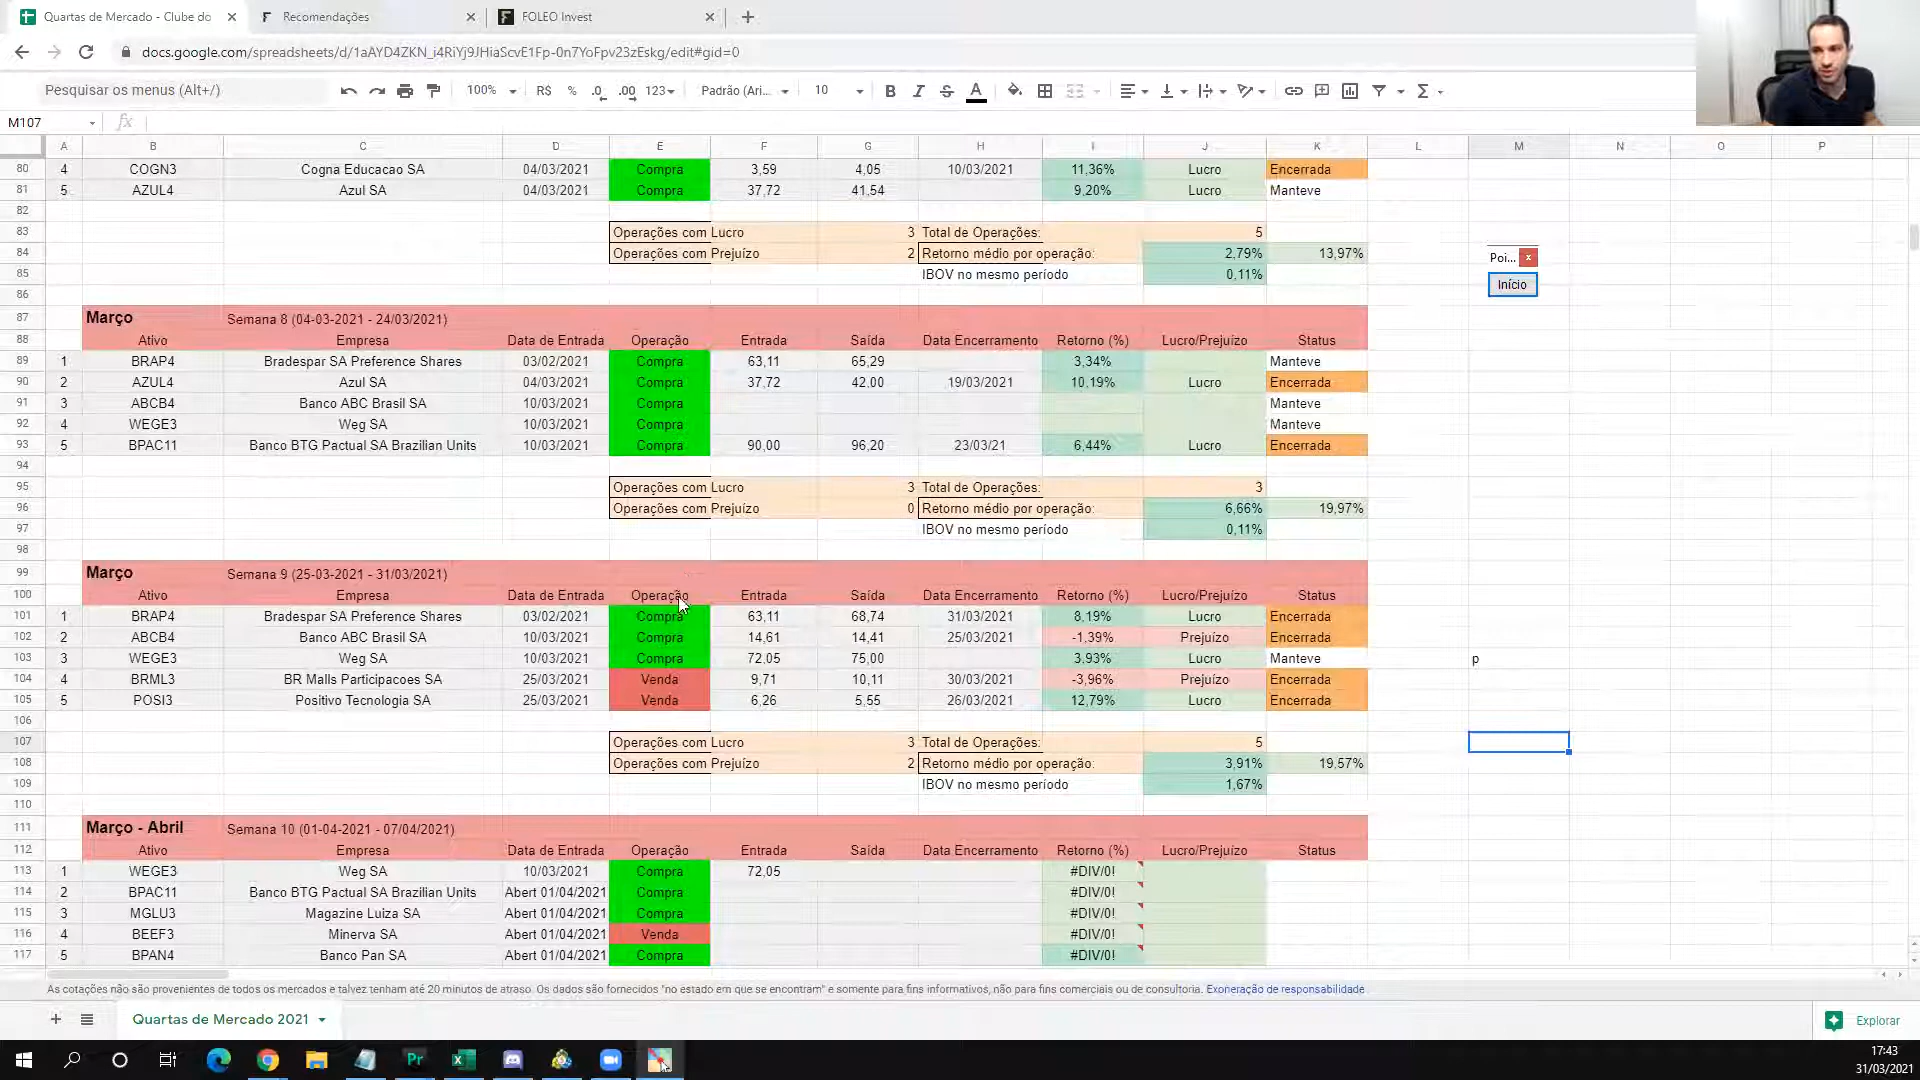 Quartas de Mercado - Clube do
Recomendações
FOLEO Invest
docs.google.com/spreadsheets/d/1aAYD4ZKN_i4RiYj9JHiaScvE1Fp-0n7YoFpv23zEskg/edit#gid=0
Pesquisar os menus (Alt+/) 100% R$ % .0 .00 123 Padrão (Ari... 10 B I S A Σ
M107 fx
A B C D E F G H I J K L M N O P
80 4 COGN3 Cogna Educacao SA 04/03/2021 Compra 3,59 4,05 10/03/2021 11,36% Lucro Encerrada
81 5 AZUL4 Azul SA 04/03/2021 Compra 37,72 41,54 9,20% Lucro Manteve
82
83 Operações com Lucro 3 Total de Operações: 5
84 Operações com Prejuízo 2 Retorno médio por operação: 2,79% 13,97%
Poi... x
85 IBOV no mesmo período 0,11%
Início
86
87 Março Semana 8 (04-03-2021 - 24/03/2021)
88 Ativo Empresa Data de Entrada Operação Entrada Saída Data Encerramento Retorno (%) Lucro/Prejuízo Status
89 1 BRAP4 Bradespar SA Preference Shares 03/02/2021 Compra 63,11 65,29 3,34% Manteve
90 2 AZUL4 Azul SA 04/03/2021 Compra 37,72 42.00 19/03/2021 10,19% Lucro Encerrada
91 3 ABCB4 Banco ABC Brasil SA 10/03/2021 Compra Manteve
92 4 WEGE3 Weg SA 10/03/2021 Compra Manteve
93 5 BPAC11 Banco BTG Pactual SA Brazilian Units 10/03/2021 Compra 90,00 96,20 23/03/21 6,44% Lucro Encerrada
94
95 Operações com Lucro 3 Total de Operações: 3
96 Operações com Prejuízo 0 Retorno médio por operação: 6,66% 19,97%
97 IBOV no mesmo período 0,11%
98
99 Março Semana 9 (25-03-2021 - 31/03/2021)
100 Ativo Empresa Data de Entrada Operação Entrada Saída Data Encerramento Retorno (%) Lucro/Prejuízo Status
101 1 BRAP4 Bradespar SA Preference Shares 03/02/2021 Compra 63,11 68,74 31/03/2021 8,19% Lucro Encerrada
102 2 ABCB4 Banco ABC Brasil SA 10/03/2021 Compra 14,61 14,41 25/03/2021 -1,39% Prejuízo Encerrada
103 3 WEGE3 Weg SA 10/03/2021 Compra 72,05 75,00 3,93% Lucro Manteve p
104 4 BRML3 BR Malls Participacoes SA 25/03/2021 Venda 9,71 10,11 30/03/2021 -3,96% Prejuízo Encerrada
105 5 POSI3 Positivo Tecnologia SA 25/03/2021 Venda 6,26 5,55 26/03/2021 12,79% Lucro Encerrada
106
107 Operações com Lucro 3 Total de Operações: 5
108 Operações com Prejuízo 2 Retorno médio por operação: 3,91% 19,57%
109 IBOV no mesmo período 1,67%
110
111 Março - Abril Semana 10 (01-04-2021 - 07/04/2021)
112 Ativo Empresa Data de Entrada Operação Entrada Saída Data Encerramento Retorno (%) Lucro/Prejuízo Status
113 1 WEGE3 Weg SA 10/03/2021 Compra 72,05 #DIV/0!
114 2 BPAC11 Banco BTG Pactual SA Brazilian Units Abert 01/04/2021 Compra #DIV/0!
115 3 MGLU3 Magazine Luiza SA Abert 01/04/2021 Compra #DIV/0!
116 4 BEEF3 Minerva SA Abert 01/04/2021 Venda #DIV/0!
117 5 BPAN4 Banco Pan SA Abert 01/04/2021 Compra #DIV/0!
As cotações não são provenientes de todos os mercados e talvez tenham até 20 minutos de atraso. Os dados são fornecidos "no estado em que se encontram" e somente para fins informativos, não para fins comerciais ou de consultoria. Exoneração de responsabilidade
Quartas de Mercado 2021
Explorar
Pr
17:43
31/03/2021